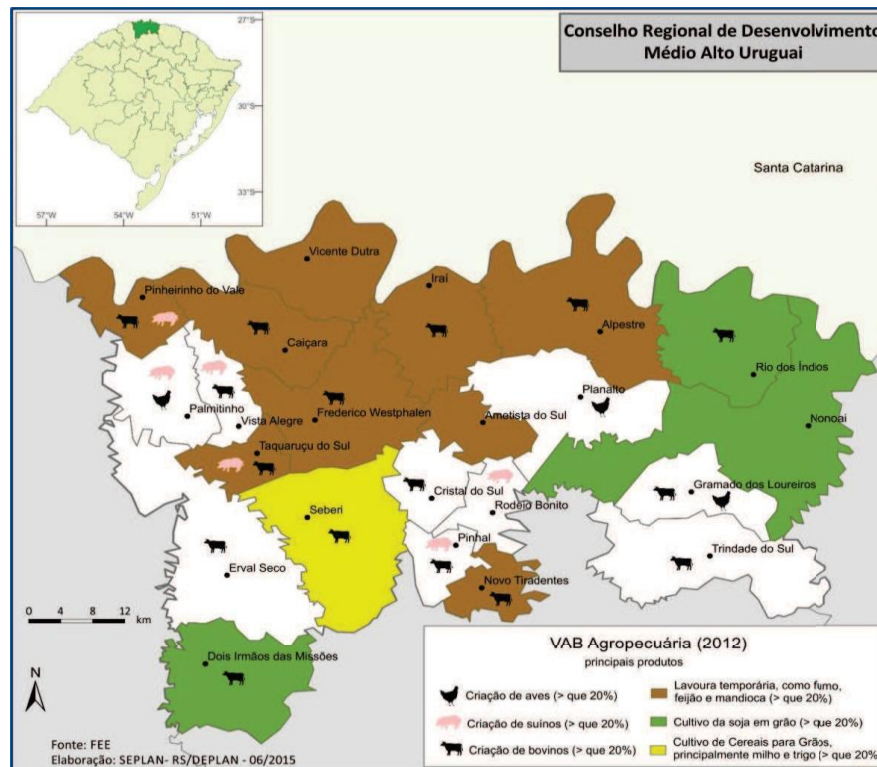 Conselho Regional de Desenvolvimento
Médio Alto Uruguai
27°S
30°S
33°S
57°W
54°W
51°W
Santa Catarina
Vicente Dutra
Iraí
Pinheirinho do Vale
Alpestre
Caiçara
Rio dos Índios
Planalto
Palmitinho
Vista Alegre
Frederico Westphalen
Ametista do Sul
Nonoai
Taquaruçu do Sul
Gramado dos Loureiros
Cristal do Sul
Rodeio Bonito
Seberi
Pinhal
Trindade do Sul
Erval Seco
Novo Tiradentes
0 4 8 12
km
Dois Irmãos das Missões
N
VAB Agropecuária (2012)
principais produtos
Criação de aves (> que 20%)
Criação de suínos (> que 20%)
Criação de bovinos (> que 20%)
Lavoura temporária, como fumo,
feijão e mandioca (> que 20%)
Cultivo da soja em grão (> que 20%)
Cultivo de Cereais para Grãos,
principalmente milho e trigo (> que 20%
Fonte: FEE
Elaboração: SEPLAN- RS/DEPLAN - 06/2015